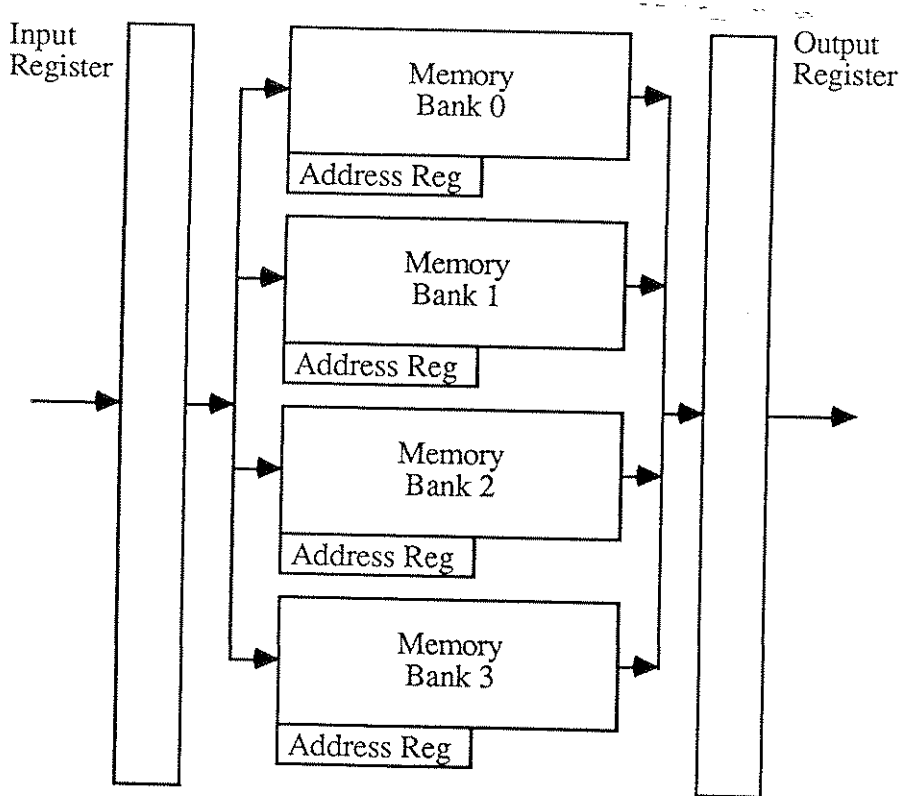 Input
Register
Memory
Bank 0
Address Reg
Memory
Bank 1
Address Reg
Memory
Bank 2
Address Reg
Memory
Bank 3
Address Reg
Output
Register